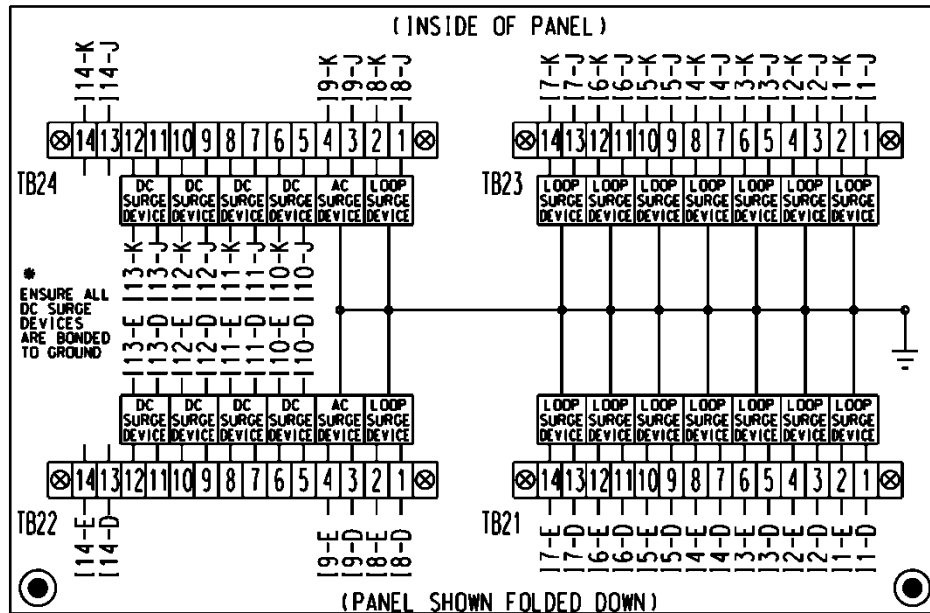 (INSIDE OF PANEL)
I14-K I14-J I9-K I9-J I8-K I8-J I7-K I7-J I6-K I6-J I5-K I5-J I4-K I4-J I3-K I3-J I2-K I2-J I1-K I1-J
14 13 12 11 10 9 8 7 6 5 4 3 2 1 14 13 12 11 10 9 8 7 6 5 4 3 2 1
TB24 TB23
DC DC DC DC AC LOOP LOOP LOOP LOOP LOOP LOOP LOOP LOOP
SURGE SURGE SURGE SURGE SURGE SURGE SURGE SURGE SURGE SURGE SURGE SURGE SURGE
DEVICE DEVICE DEVICE DEVICE DEVICE DEVICE DEVICE DEVICE DEVICE DEVICE DEVICE DEVICE DEVICE
I13-K I13-J I12-K I12-J I11-K I11-J I10-K I10-J
*
ENSURE ALL
DC SURGE
DEVICES
ARE BONDED
TO GROUND
I13-E I13-D I12-E I12-D I11-E I11-D I10-E I10-D
DC DC DC DC AC LOOP LOOP LOOP LOOP LOOP LOOP LOOP LOOP
SURGE SURGE SURGE SURGE SURGE SURGE SURGE SURGE SURGE SURGE SURGE SURGE SURGE
DEVICE DEVICE DEVICE DEVICE DEVICE DEVICE DEVICE DEVICE DEVICE DEVICE DEVICE DEVICE DEVICE
14 13 12 11 10 9 8 7 6 5 4 3 2 1 14 13 12 11 10 9 8 7 6 5 4 3 2 1
TB22 TB21
I14-E I14-D I9-E I9-D I8-E I8-D I7-E I7-D I6-E I6-D I5-E I5-D I4-E I4-D I3-E I3-D I2-E I2-D I1-E I1-D
(PANEL SHOWN FOLDED DOWN)